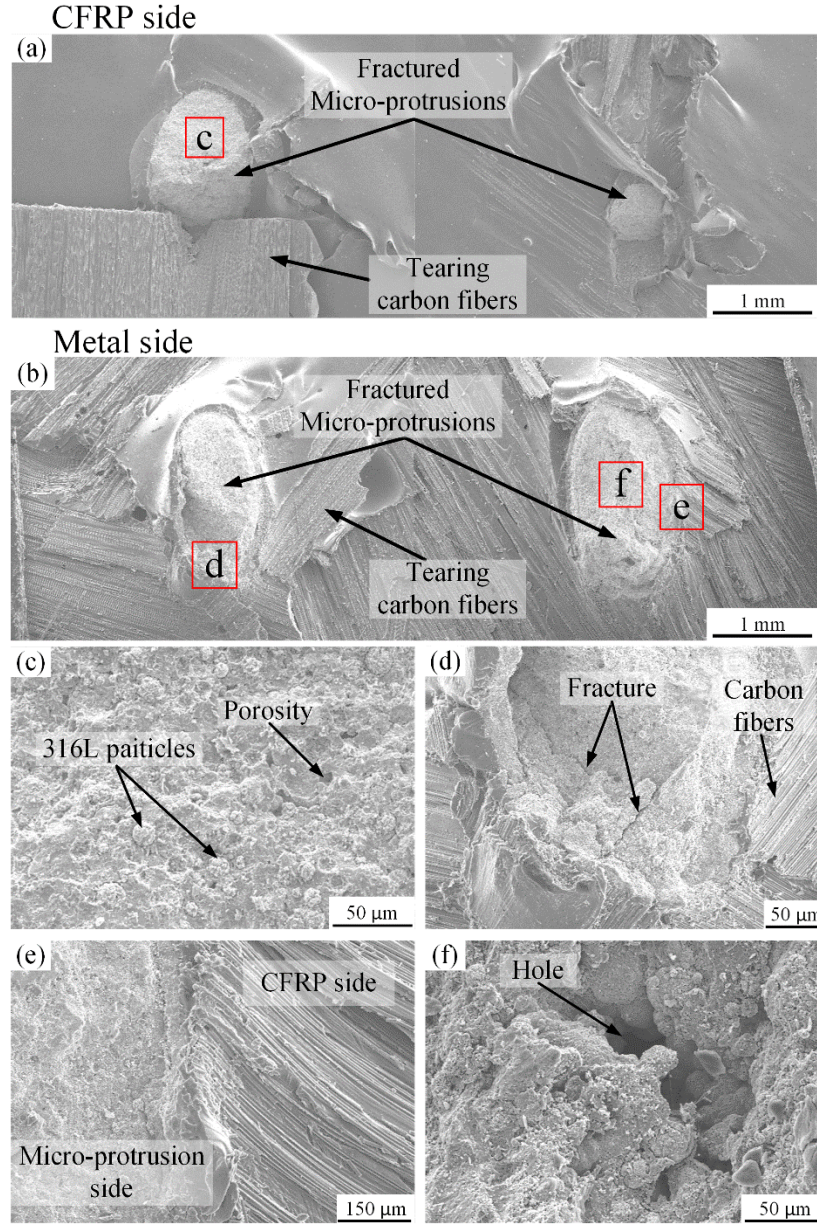 CFRP side
(a)
Fractured
Micro-protrusions
c
Tearing
carbon fibers
1 mm
Metal side
(b)
Fractured
Micro-protrusions
f
e
d
Tearing
carbon fibers
1 mm
(c)
Porosity
316L paiticles
50 μm
(d)
Fracture
Carbon
fibers
50 μm
(e)
CFRP side
Micro-protrusion
side
150 μm
(f)
Hole
50 μm